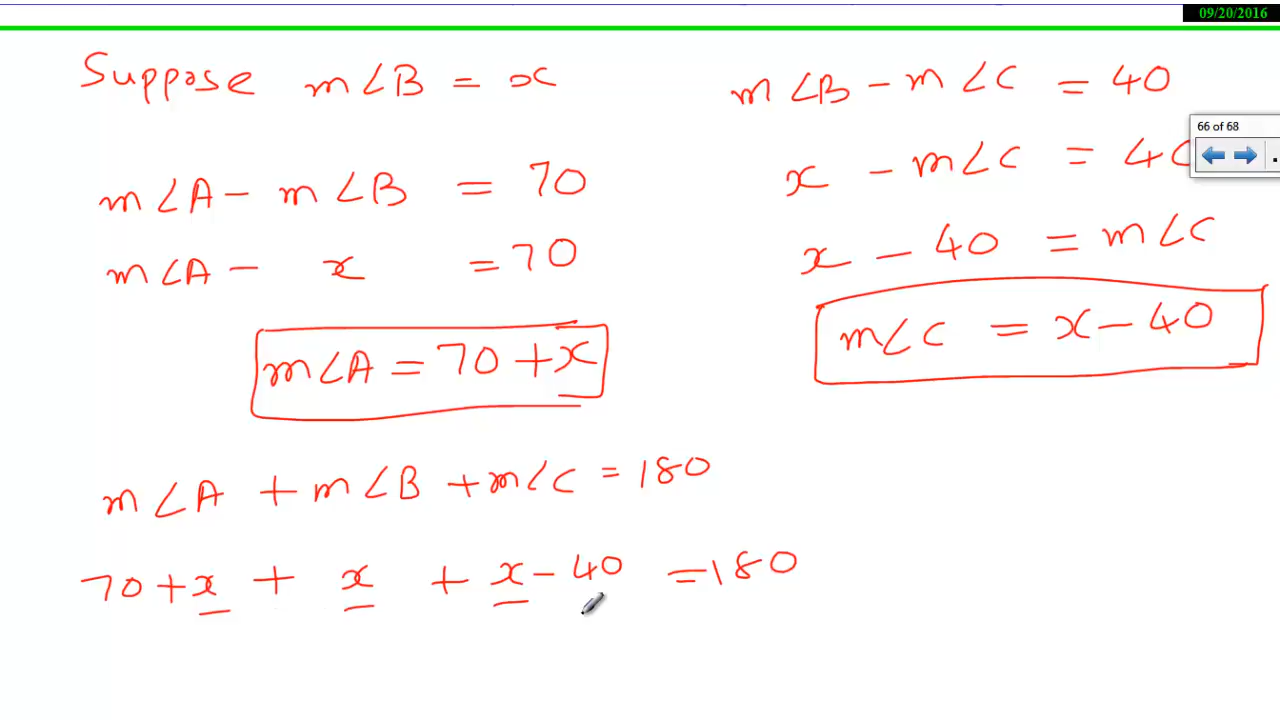 09/20/2016
Suppose m∠B = x
m∠A - m∠B = 70
m∠A - x = 70
m∠A = 70 + x
m∠B - m∠C = 40
66 of 68
x - m∠C = 40
x - 40 = m∠C
m∠C = x - 40
m∠A + m∠B + m∠C = 180
70 + x + x + x - 40 = 180